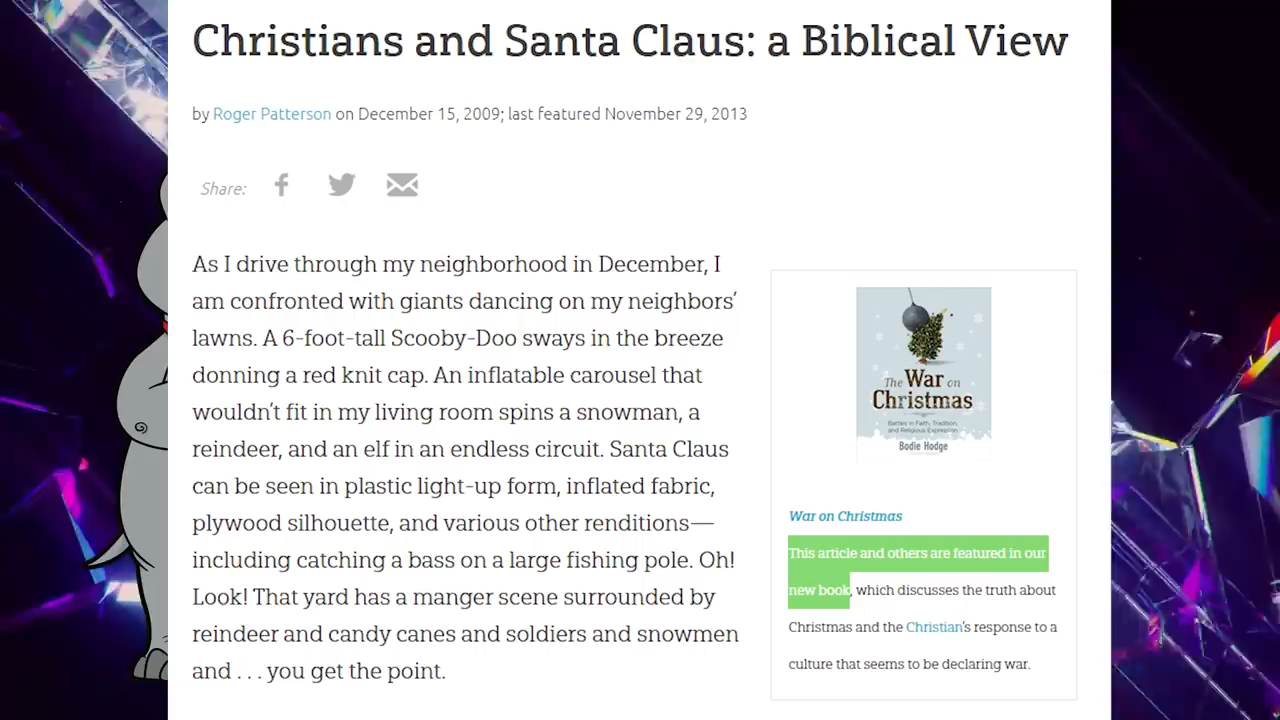 Christians and Santa Claus: a Biblical View
by Roger Patterson on December 15, 2009; last featured November 29, 2013
Share:
As I drive through my neighborhood in December, I
am confronted with giants dancing on my neighbors’
lawns. A 6-foot-tall Scooby-Doo sways in the breeze
donning a red knit cap. An inflatable carousel that
wouldn’t fit in my living room spins a snowman, a
reindeer, and an elf in an endless circuit. Santa Claus
can be seen in plastic light-up form, inflated fabric,
plywood silhouette, and various other renditions—
including catching a bass on a large fishing pole. Oh!
Look! That yard has a manger scene surrounded by
reindeer and candy canes and soldiers and snowmen
and . . . you get the point.
The War on
Christmas
Battles in Faith, Tradition,
and Religious Expression
Bodie Hodge
War on Christmas
This article and others are featured in our
new book, which discusses the truth about
Christmas and the Christian’s response to a
culture that seems to be declaring war.